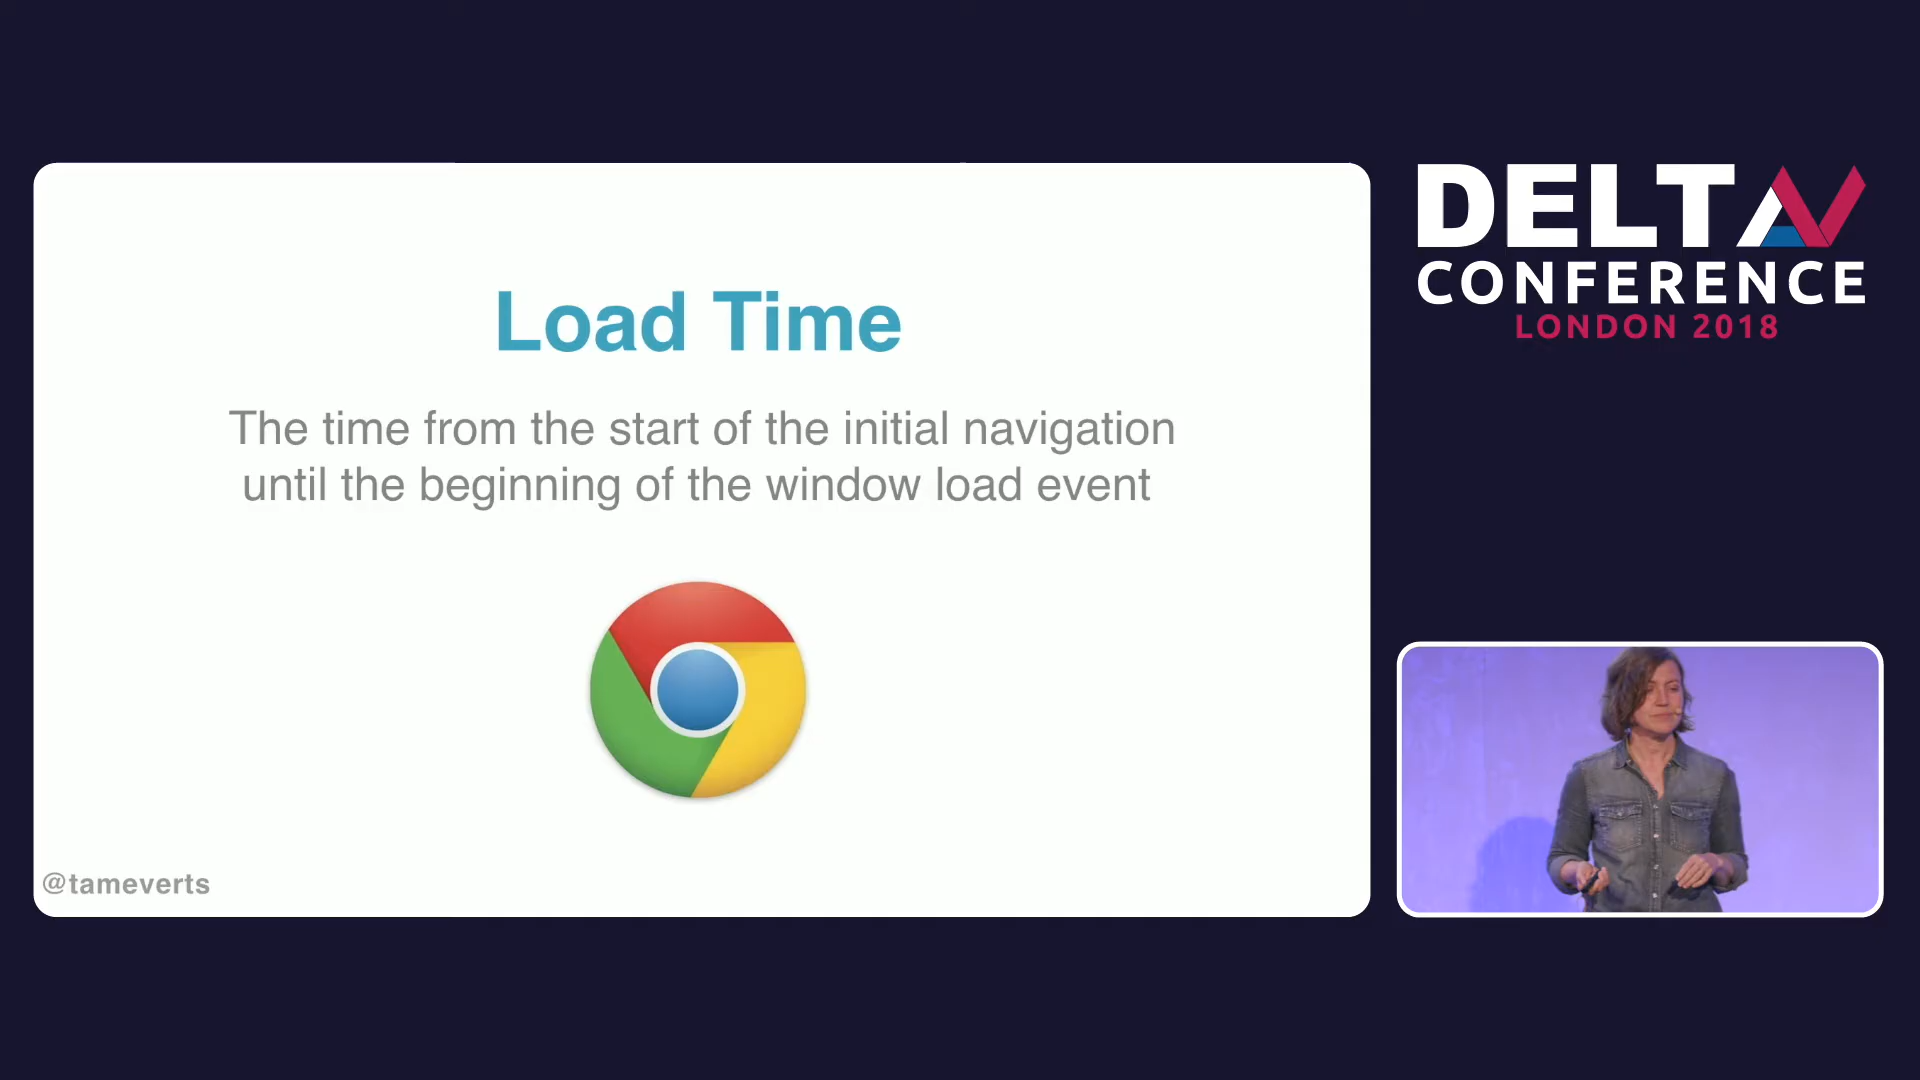 Load Time
The time from the start of the initial navigation
until the beginning of the window load event
@tameverts
DELTA V
CONFERENCE
LONDON 2018